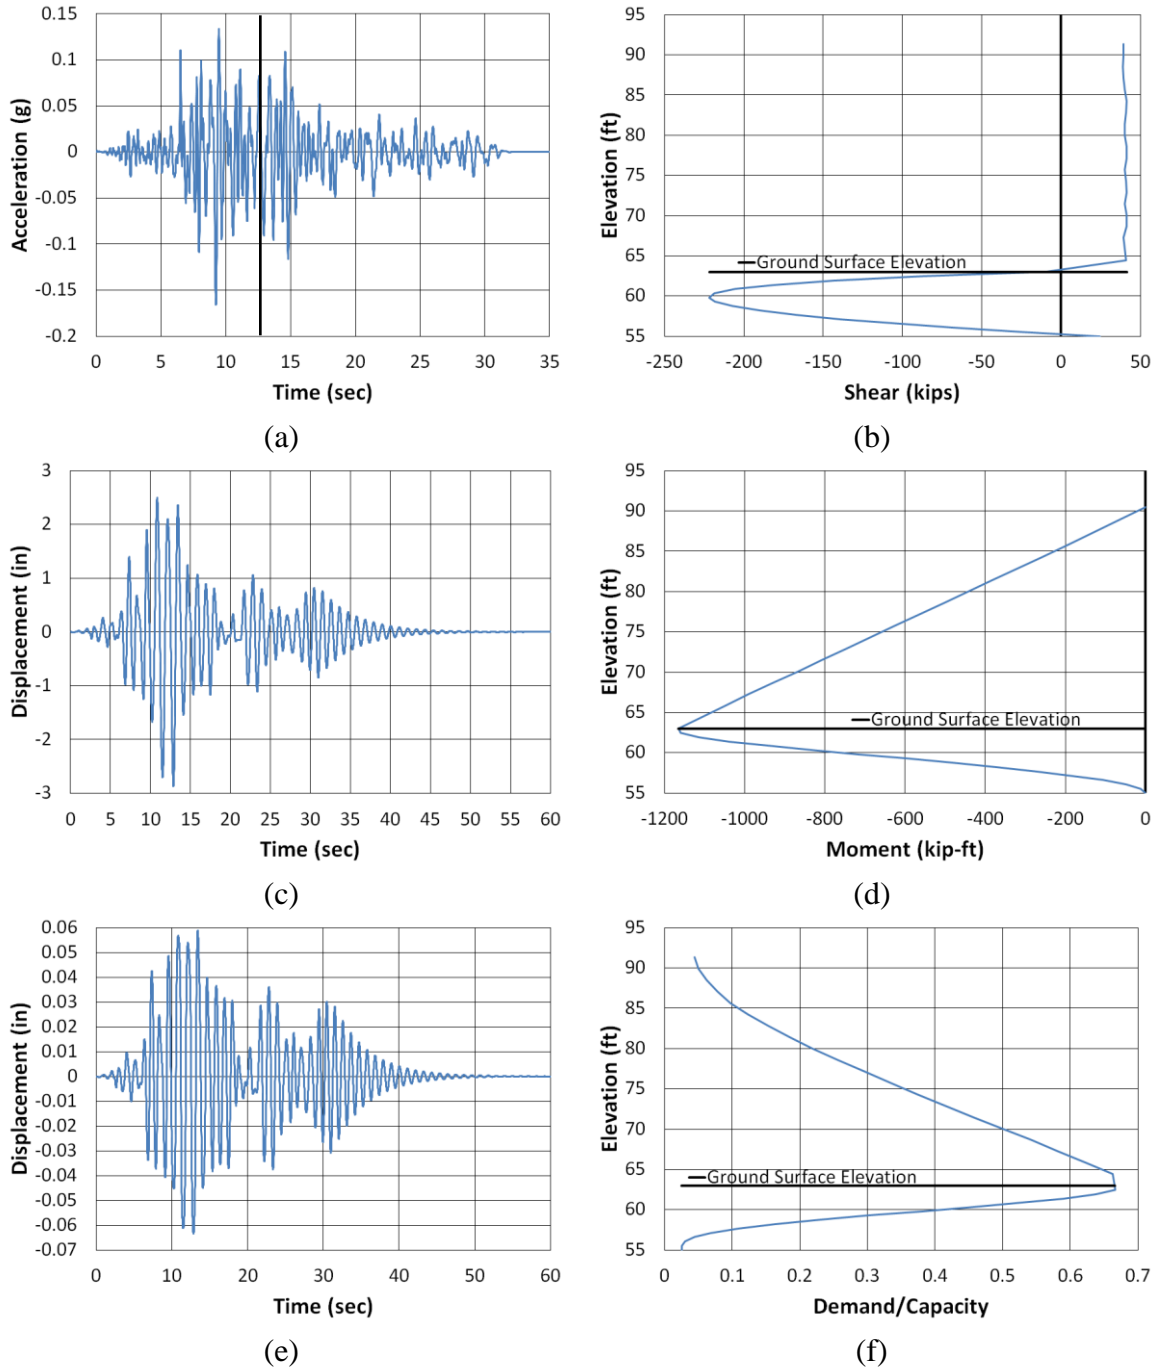 0.15
0.1
0.05
0
-0.05
-0.1
-0.15
-0.2
Acceleration (g)
0 5 10 15 20 25 30 35
Time (sec)
(a)
95
90
85
80
75
70
65
60
55
Elevation (ft)
Ground Surface Elevation
-250 -200 -150 -100 -50 0 50
Shear (kips)
(b)
3
2
1
0
-1
-2
-3
Displacement (in)
0 5 10 15 20 25 30 35 40 45 50 55 60
Time (sec)
(c)
95
90
85
80
75
70
65
60
55
Elevation (ft)
Ground Surface Elevation
-1200 -1000 -800 -600 -400 -200 0
Moment (kip-ft)
(d)
0.06
0.05
0.04
0.03
0.02
0.01
0
-0.01
-0.02
-0.03
-0.04
-0.05
-0.06
-0.07
Displacement (in)
0 10 20 30 40 50 60
Time (sec)
(e)
95
90
85
80
75
70
65
60
55
Elevation (ft)
Ground Surface Elevation
0 0.1 0.2 0.3 0.4 0.5 0.6 0.7
Demand/Capacity
(f)